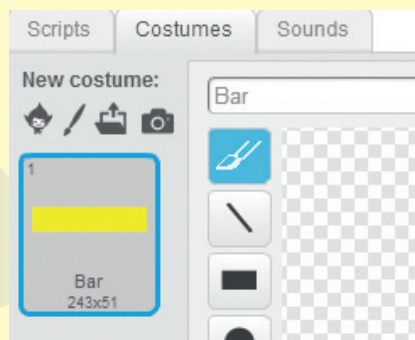 Scripts Costumes Sounds
New costume:
Bar
1
Bar
243x51